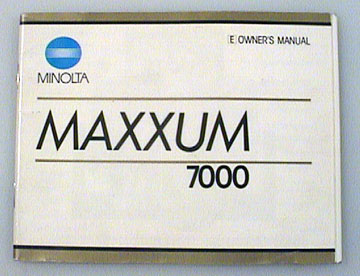 E OWNER'S MANUAL
MINOLTA
MAXXUM
7000